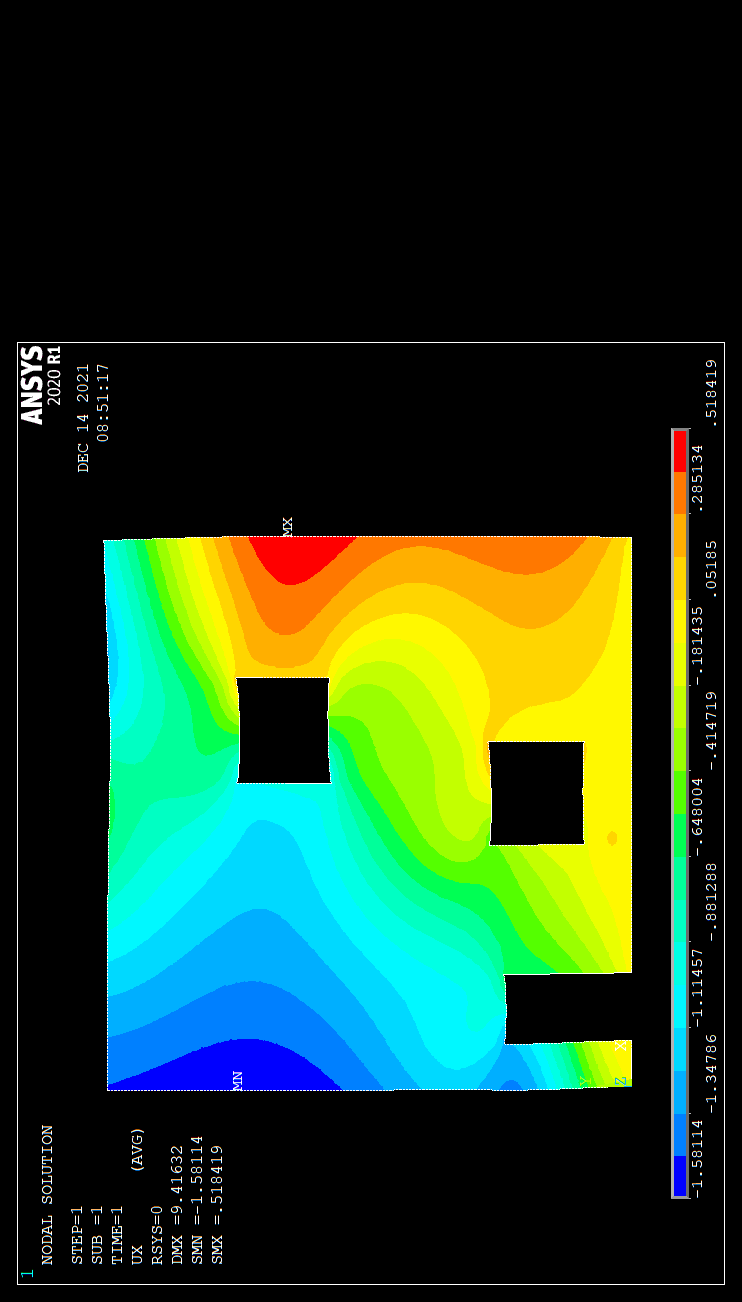 1
NODAL SOLUTION
STEP=1
SUB =1
TIME=1
UX (AVG)
RSYS=0
DMX =9.41632
SMN =-1.58114
SMX =.518419
ANSYS
2020 R1
DEC 14 2021
08:51:17
MX
MN
Y
Z
X
-1.58114
-1.34786
-1.11457
-.881288
-.648004
-.414719
-.181435
.05185
.285134
.518419